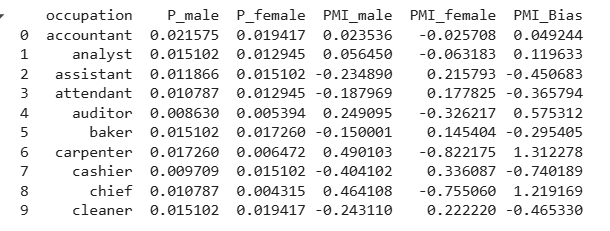 occupation P_male P_female PMI_male PMI_female PMI_Bias
0 accountant 0.021575 0.019417 0.023536 -0.025708 0.049244
1 analyst 0.015102 0.012945 0.056450 -0.063183 0.119633
2 assistant 0.011866 0.015102 -0.234890 0.215793 -0.450683
3 attendant 0.010787 0.012945 -0.187969 0.177825 -0.365794
4 auditor 0.008630 0.005394 0.249095 -0.326217 0.575312
5 baker 0.015102 0.017260 -0.150001 0.145404 -0.295405
6 carpenter 0.017260 0.006472 0.490103 -0.822175 1.312278
7 cashier 0.009709 0.015102 -0.404102 0.336087 -0.740189
8 chief 0.010787 0.004315 0.464108 -0.755060 1.219169
9 cleaner 0.015102 0.019417 -0.243110 0.222220 -0.465330